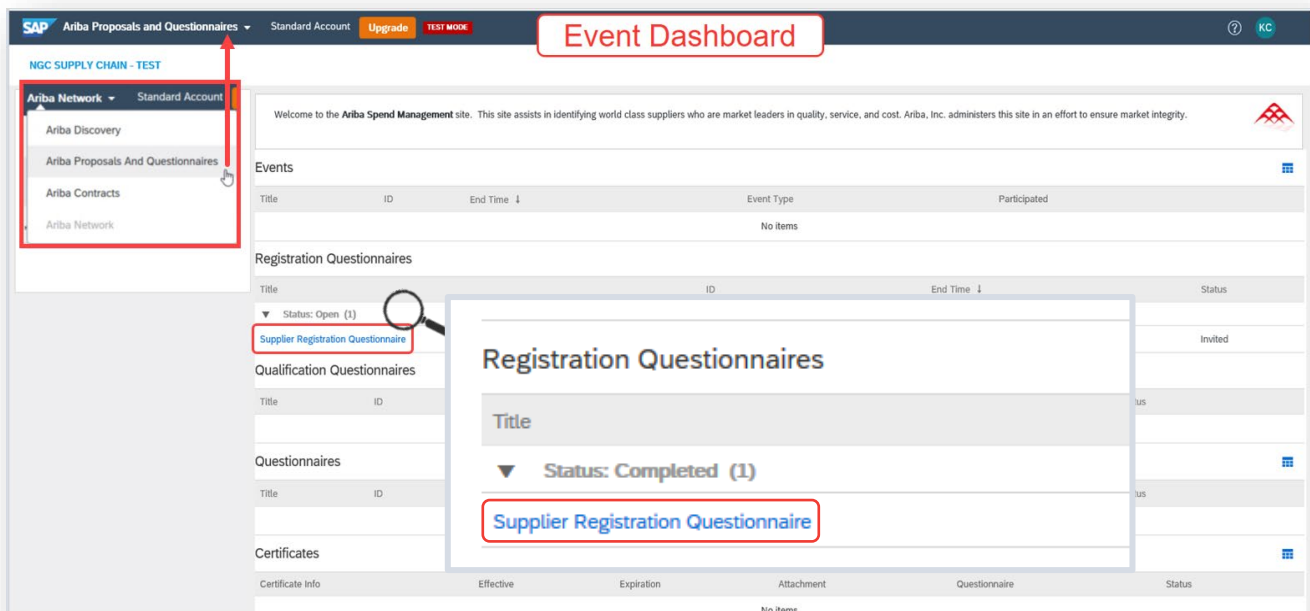 SAP Ariba Proposals and Questionnaires Standard Account Upgrade TEST MODE
Event Dashboard
? KC
NGC SUPPLY CHAIN - TEST
Ariba Network Standard Account
Ariba Discovery
Ariba Proposals And Questionnaires
Ariba Contracts
Ariba Network
Welcome to the Ariba Spend Management site. This site assists in identifying world class suppliers who are market leaders in quality, service, and cost. Ariba, Inc. administers this site in an effort to ensure market integrity.
Events
Title ID End Time ↓ Event Type Participated
No items
Registration Questionnaires
Title ID End Time ↓ Status
▼ Status: Open (1)
Supplier Registration Questionnaire Invited
Qualification Questionnaires
Title ID
Questionnaires
Title ID
Registration Questionnaires
Title
▼ Status: Completed (1)
Supplier Registration Questionnaire
Certificates
Certificate Info Effective Expiration Attachment Questionnaire Status
No items